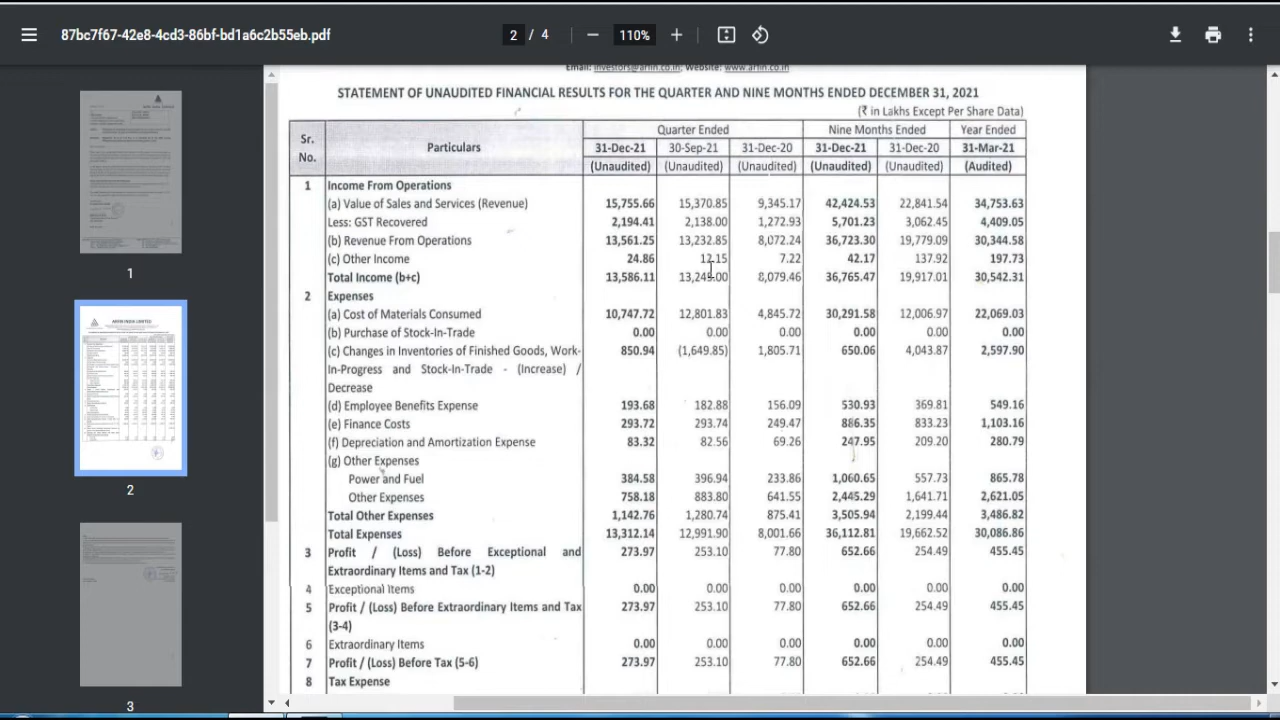 87bc7f67-42e8-4cd3-86bf-bd1a6c2b55eb.pdf 2 / 4 110%
Email: investors@arfin.co.in; Website: www.arfin.co.in
STATEMENT OF UNAUDITED FINANCIAL RESULTS FOR THE QUARTER AND NINE MONTHS ENDED DECEMBER 31, 2021
(₹ in Lakhs Except Per Share Data)
Sr. No. Particulars Quarter Ended Nine Months Ended Year Ended
31-Dec-21 30-Sep-21 31-Dec-20 31-Dec-21 31-Dec-20 31-Mar-21
(Unaudited) (Unaudited) (Unaudited) (Unaudited) (Unaudited) (Audited)
1 Income From Operations
(a) Value of Sales and Services (Revenue) 15,755.66 15,370.85 9,345.17 42,424.53 22,841.54 34,753.63
Less: GST Recovered 2,194.41 2,138.00 1,272.93 5,701.23 3,062.45 4,409.05
(b) Revenue From Operations 13,561.25 13,232.85 8,072.24 36,723.30 19,779.09 30,344.58
(c) Other Income 24.86 12.15 7.22 42.17 137.92 197.73
Total Income (b+c) 13,586.11 13,245.00 8,079.46 36,765.47 19,917.01 30,542.31
2 Expenses
(a) Cost of Materials Consumed 10,747.72 12,801.83 4,845.72 30,291.58 12,006.97 22,069.03
(b) Purchase of Stock-In-Trade 0.00 0.00 0.00 0.00 0.00 0.00
(c) Changes in Inventories of Finished Goods, Work- 850.94 (1,649.85) 1,805.71 650.06 4,043.87 2,597.90
In-Progress and Stock-In-Trade - (Increase) /
Decrease
(d) Employee Benefits Expense 193.68 182.88 156.09 530.93 369.81 549.16
(e) Finance Costs 293.72 293.74 249.47 886.35 833.23 1,103.16
(f) Depreciation and Amortization Expense 83.32 82.56 69.26 247.95 209.20 280.79
(g) Other Expenses
Power and Fuel 384.58 396.94 233.86 1,060.65 557.73 865.78
Other Expenses 758.18 883.80 641.55 2,445.29 1,641.71 2,621.05
Total Other Expenses 1,142.76 1,280.74 875.41 3,505.94 2,199.44 3,486.82
Total Expenses 13,312.14 12,991.90 8,001.66 36,112.81 19,662.52 30,086.86
3 Profit / (Loss) Before Exceptional and 273.97 253.10 77.80 652.66 254.49 455.45
Extraordinary Items and Tax (1-2)
4 Exceptional Items 0.00 0.00 0.00 0.00 0.00 0.00
5 Profit / (Loss) Before Extraordinary Items and Tax 273.97 253.10 77.80 652.66 254.49 455.45
(3-4)
6 Extraordinary Items 0.00 0.00 0.00 0.00 0.00 0.00
7 Profit / (Loss) Before Tax (5-6) 273.97 253.10 77.80 652.66 254.49 455.45
8 Tax Expense
1
2
3